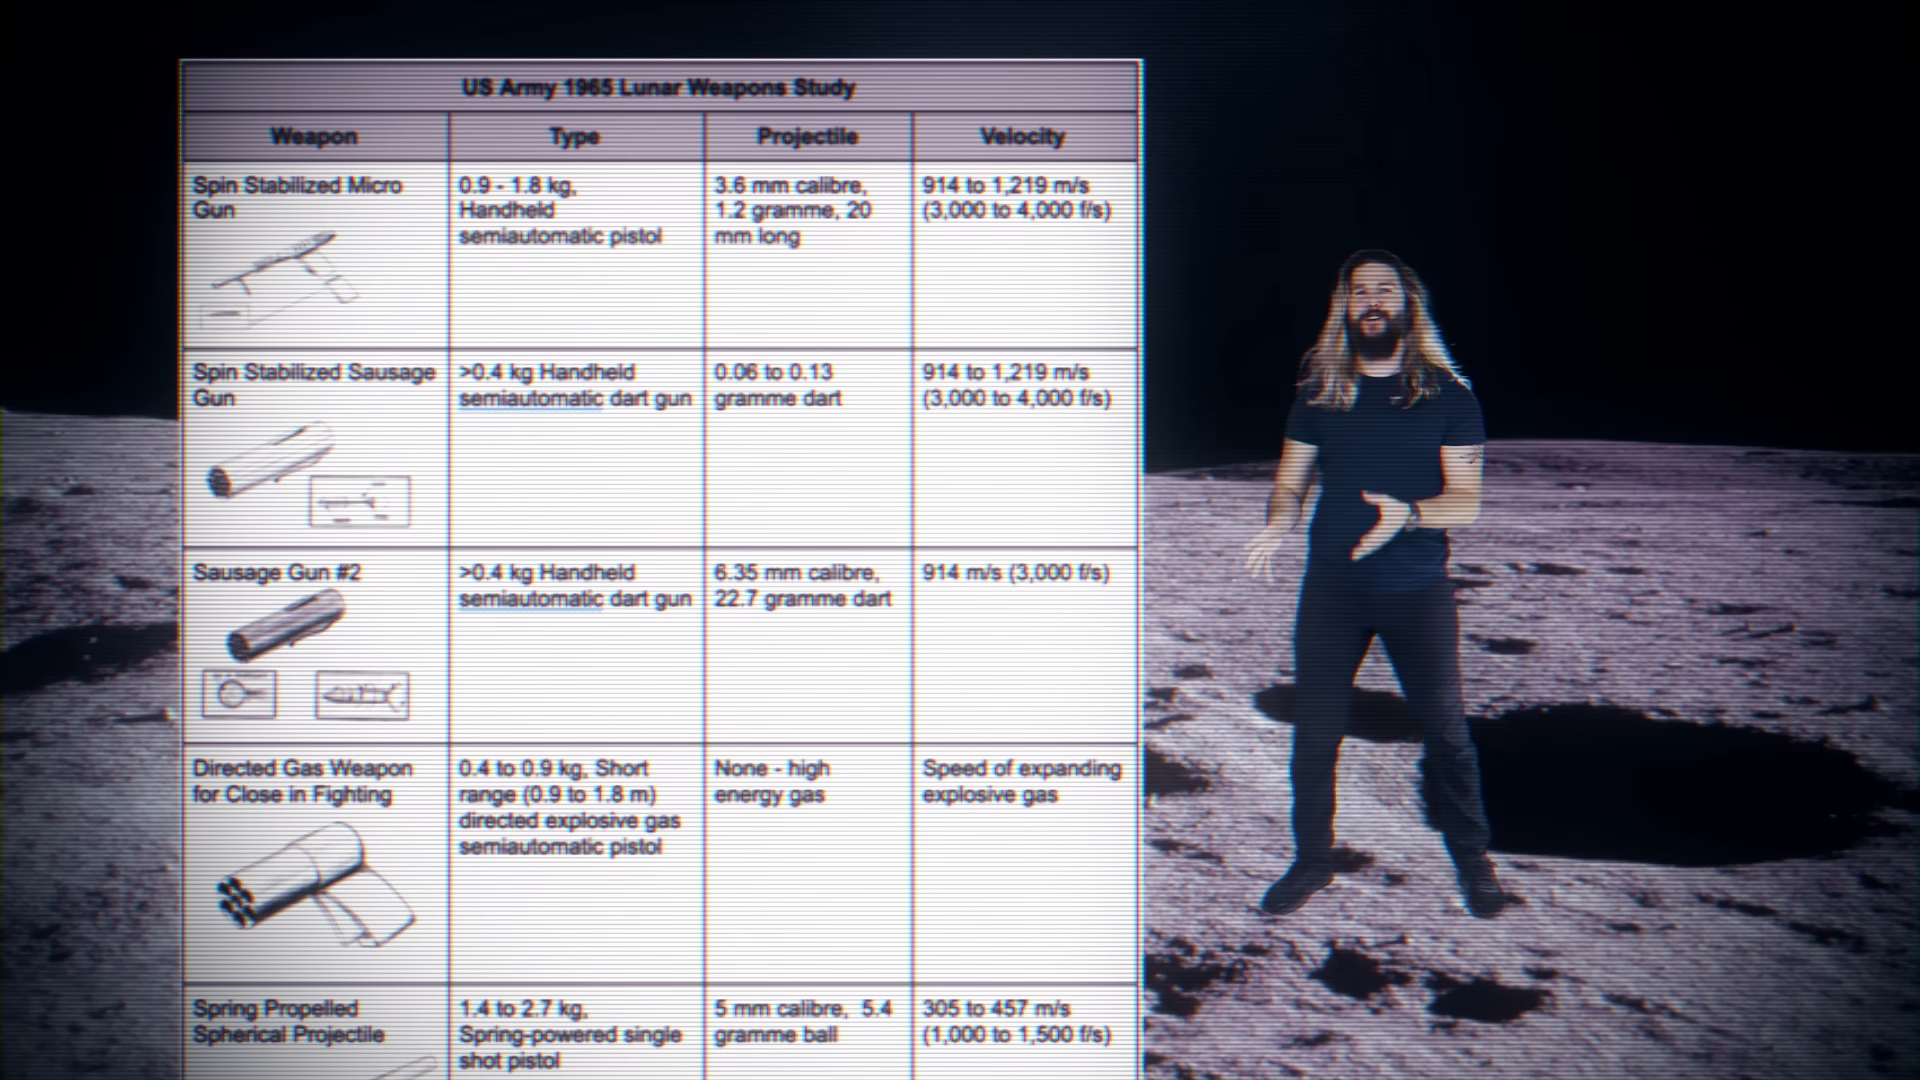 US Army 1965 Lunar Weapons Study
Weapon
Type
Projectile
Velocity
Spin Stabilized Micro
Gun
0.9 - 1.8 kg,
Handheld
semiautomatic pistol
3.6 mm calibre,
1.2 gramme, 20
mm long
914 to 1,219 m/s
(3,000 to 4,000 f/s)
Spin Stabilized Sausage
Gun
>0.4 kg Handheld
semiautomatic dart gun
0.06 to 0.13
gramme dart
914 to 1,219 m/s
(3,000 to 4,000 f/s)
Sausage Gun #2
>0.4 kg Handheld
semiautomatic dart gun
6.35 mm calibre,
22.7 gramme dart
914 m/s (3,000 f/s)
Directed Gas Weapon
for Close in Fighting
0.4 to 0.9 kg, Short
range (0.9 to 1.8 m)
directed explosive gas
semiautomatic pistol
None - high
energy gas
Speed of expanding
explosive gas
Spring Propelled
Spherical Projectile
1.4 to 2.7 kg,
Spring-powered single
shot pistol
5 mm calibre, 5.4
gramme ball
305 to 457 m/s
(1,000 to 1,500 f/s)